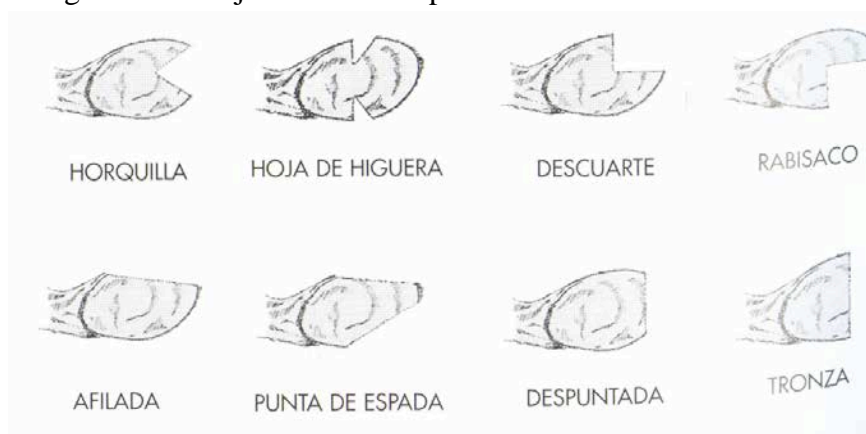 HORQUILLA
HOJA DE HIGUERA
DESCUARTE
RABISACO
AFILADA
PUNTA DE ESPADA
DESPUNTADA
TRONZA